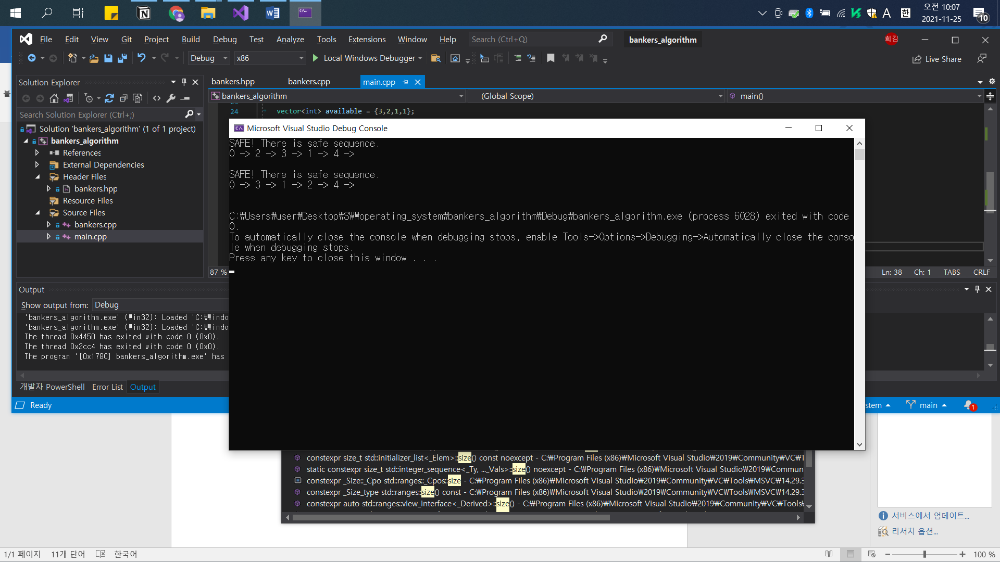 오전 10:07
2021-11-25
A
한
10
File Edit View Git Project Build Debug Test Analyze Tools Extensions Window Help Search (Ctrl+Q) bankers_algorithm 희김
Debug x86 Local Windows Debugger Live Share
Solution Explorer
bankers.hpp bankers.cpp main.cpp
bankers_algorithm (Global Scope) main()
Search Solution Explorer (Ctrl+;)
24 vector<int> available = {3,2,1,1};
Solution 'bankers_algorithm' (1 of 1 project)
bankers_algorithm
References
External Dependencies
Header Files
bankers.hpp
Resource Files
Source Files
bankers.cpp
main.cpp
Microsoft Visual Studio Debug Console
SAFE! There is safe sequence.
0 -> 2 -> 3 -> 1 -> 4 ->
SAFE! There is safe sequence.
0 -> 3 -> 1 -> 2 -> 4 ->
C:₩Users₩user₩Desktop₩SW₩operating_system₩bankers_algorithm₩Debug₩bankers_algorithm.exe (process 6028) exited with code
0.
To automatically close the console when debugging stops, enable Tools->Options->Debugging->Automatically close the conso
le when debugging stops.
Press any key to close this window . . .
87 %
Ln: 38 Ch: 1 TABS CRLF
Output
Show output from: Debug
'bankers_algorithm.exe' (Win32): Loaded 'C:₩Windo
'bankers_algorithm.exe' (Win32): Loaded 'C:₩Windo
The thread 0x4450 has exited with code 0 (0x0).
The thread 0x2cc4 has exited with code 0 (0x0).
The program '[0x178C] bankers_algorithm.exe' has
개발자 PowerShell Error List Output
Ready
stem main 1
constexpr size_t std::initializer_list<_Elem>::size() const noexcept - C:₩Program Files (x86)₩Microsoft Visual Studio₩2019₩Community₩VC₩T
static constexpr size_t std::integer_sequence<_Ty, ..._Vals>::size() noexcept - C:₩Program Files (x86)₩Microsoft Visual Studio₩2019₩Commun
constexpr _Size::_Cpo std::ranges::_Cpos::size - C:₩Program Files (x86)₩Microsoft Visual Studio₩2019₩Community₩VC₩Tools₩MSVC₩14.29.3
constexpr _Size_type std::ranges::size() const - C:₩Program Files (x86)₩Microsoft Visual Studio₩2019₩Community₩VC₩Tools₩MSVC₩14.29.3
constexpr auto std::ranges::view_interface<_Derived>::size() - C:₩Program Files (x86)₩Microsoft Visual Studio₩2019₩Community₩VC₩Tools₩
서비스에서 업데이트...
리서치 옵션...
1/1 페이지 11개 단어 한국어 100 %